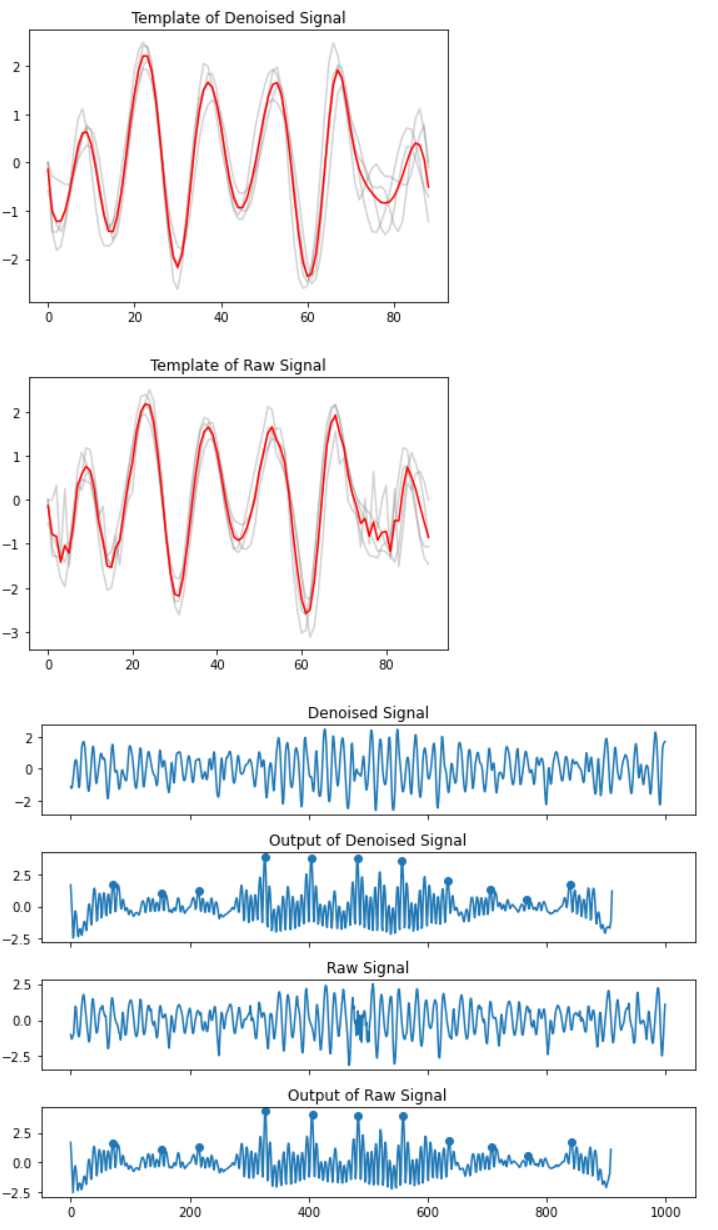 Template of Denoised Signal
2
1
0
−1
−2
0 20 40 60 80
Template of Raw Signal
2
1
0
−1
−2
−3
0 20 40 60 80
Denoised Signal
2
0
−2
Output of Denoised Signal
2.5
0.0
−2.5
Raw Signal
2.5
0.0
−2.5
Output of Raw Signal
2.5
0.0
−2.5
0 200 400 600 800 1000